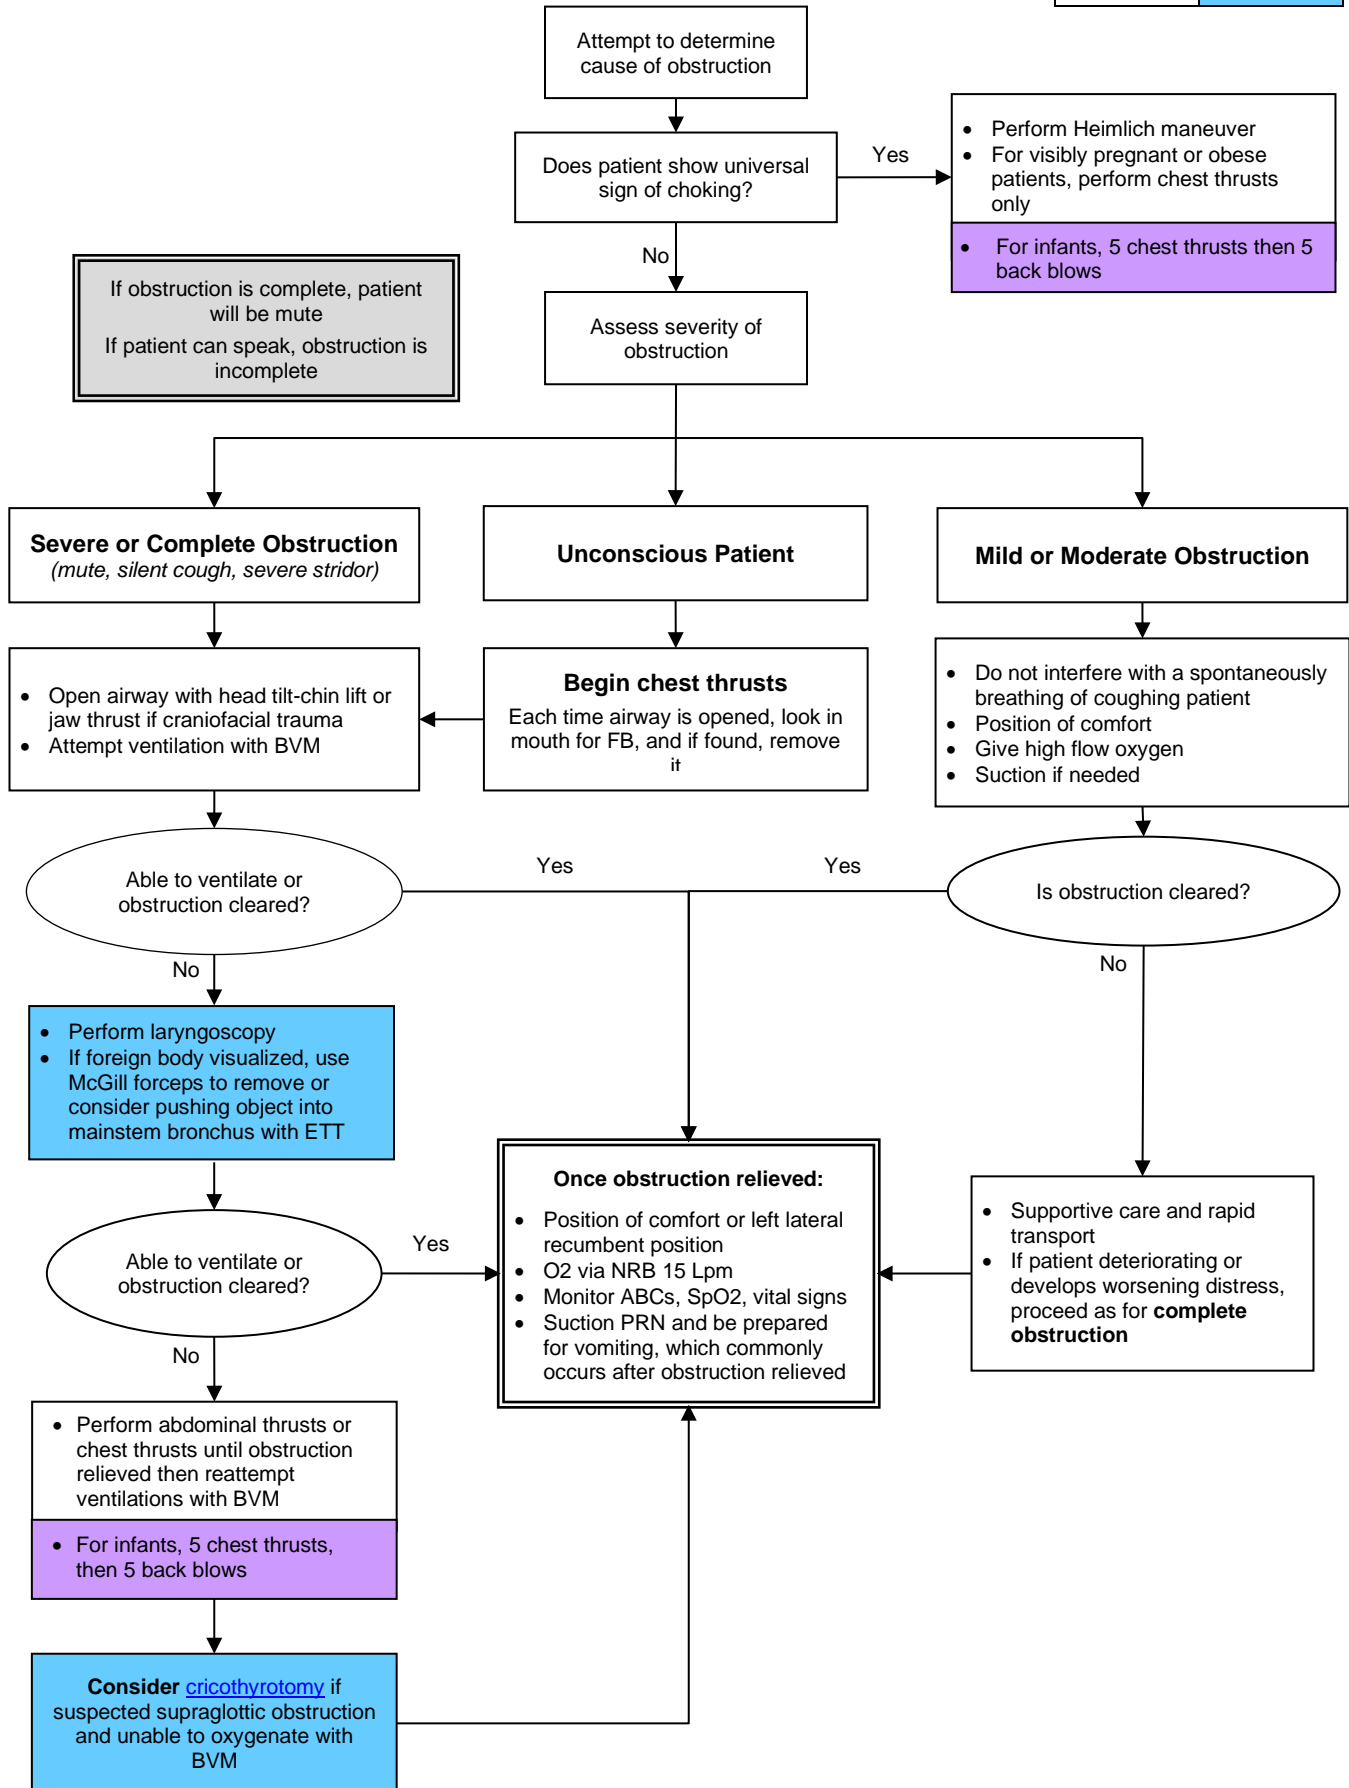 Attempt to determine
cause of obstruction
Does patient show universal
sign of choking?
Yes
• Perform Heimlich maneuver
• For visibly pregnant or obese
patients, perform chest thrusts
only
• For infants, 5 chest thrusts then 5
back blows
No
If obstruction is complete, patient
will be mute
If patient can speak, obstruction is
incomplete
Assess severity of
obstruction
Severe or Complete Obstruction
(mute, silent cough, severe stridor)
Unconscious Patient
Mild or Moderate Obstruction
• Open airway with head tilt-chin lift or
jaw thrust if craniofacial trauma
• Attempt ventilation with BVM
Begin chest thrusts
Each time airway is opened, look in
mouth for FB, and if found, remove
it
• Do not interfere with a spontaneously
breathing of coughing patient
• Position of comfort
• Give high flow oxygen
• Suction if needed
Able to ventilate or
obstruction cleared?
Yes
Yes
Is obstruction cleared?
No
No
• Perform laryngoscopy
• If foreign body visualized, use
McGill forceps to remove or
consider pushing object into
mainstem bronchus with ETT
Able to ventilate or
obstruction cleared?
Yes
Once obstruction relieved:
• Position of comfort or left lateral
recumbent position
• O2 via NRB 15 Lpm
• Monitor ABCs, SpO2, vital signs
• Suction PRN and be prepared
for vomiting, which commonly
occurs after obstruction relieved
• Supportive care and rapid
transport
• If patient deteriorating or
develops worsening distress,
proceed as for complete
obstruction
No
• Perform abdominal thrusts or
chest thrusts until obstruction
relieved then reattempt
ventilations with BVM
• For infants, 5 chest thrusts,
then 5 back blows
Consider cricothyrotomy if
suspected supraglottic obstruction
and unable to oxygenate with
BVM